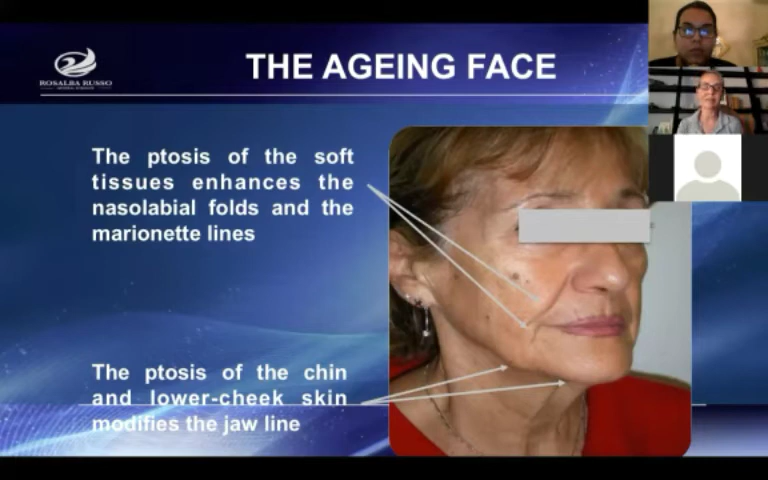 ROSALBA RUSSO
THE AGEING FACE
The ptosis of the soft
tissues enhances the
nasolabial folds and the
marionette lines
The ptosis of the chin
and lower-cheek skin
modifies the jaw line